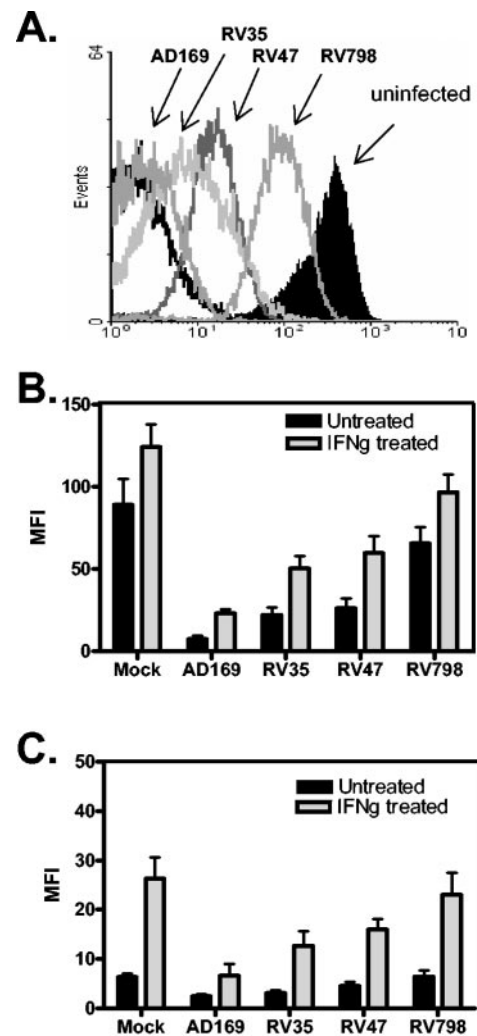 A.
RV35
AD169 RV47 RV798
uninfected
64
Events
0
10⁰ 10¹ 10² 10³ 10
B.
150
Untreated
IFNg treated
100
MFI
50
0
Mock AD169 RV35 RV47 RV798
C.
50
Untreated
40
IFNg treated
30
MFI
20
10
0
Mock AD169 RV35 RV47 RV798